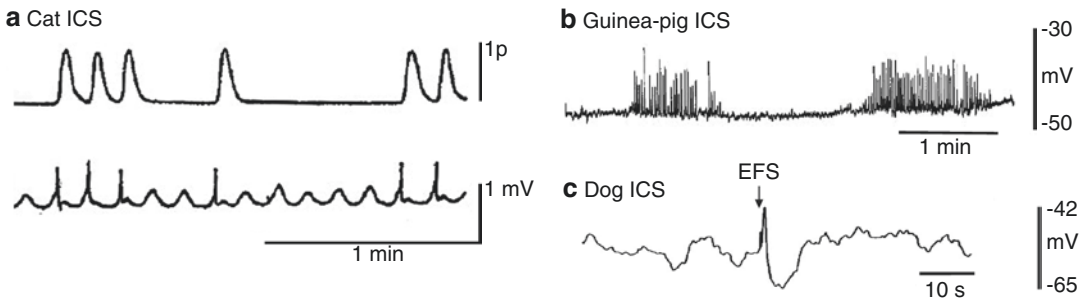 a Cat ICS
1p
1 mV
1 min
b Guinea-pig ICS
-30
mV
-50
1 min
c Dog ICS
EFS
-42
mV
-65
10 s